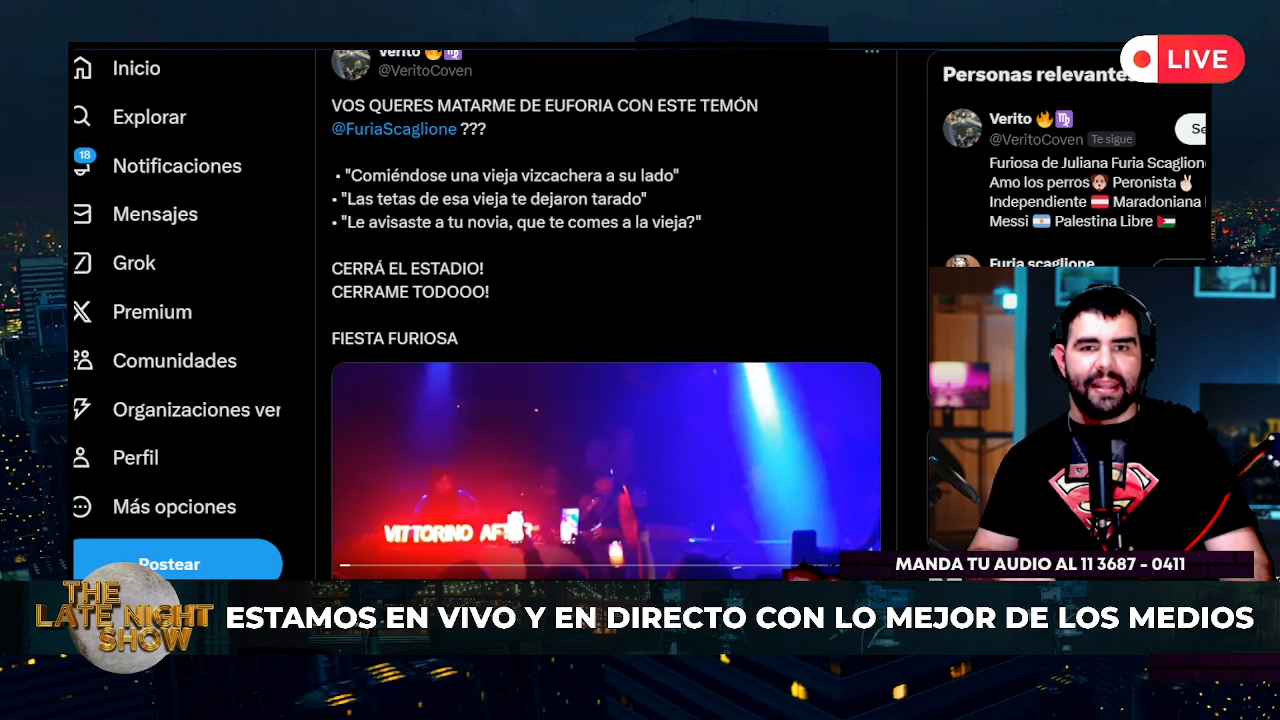 Inicio
Explorar
18
Notificaciones
Mensajes
Grok
Premium
Comunidades
Organizaciones ver
Perfil
Más opciones
Postear
Verito
@VeritoCoven
VOS QUERES MATARME DE EUFORIA CON ESTE TEMÓN
@FuriaScaglione ???
• "Comiéndose una vieja vizcachera a su lado"
• "Las tetas de esa vieja te dejaron tarado"
• "Le avisaste a tu novia, que te comes a la vieja?"
CERRÁ EL ESTADIO!
CERRAME TODOOO!
FIESTA FURIOSA
VITTORINO AFTER
LIVE
Personas relevantes
Verito
@VeritoCoven Te sigue
Se
Furiosa de Juliana Furia Scaglion
Amo los perros Peronista
Independiente Maradoniana
Messi Palestina Libre
Furia scaglione
MANDA TU AUDIO AL 11 3687 - 0411
THE
LATE NIGHT
SHOW
ESTAMOS EN VIVO Y EN DIRECTO CON LO MEJOR DE LOS MEDIOS